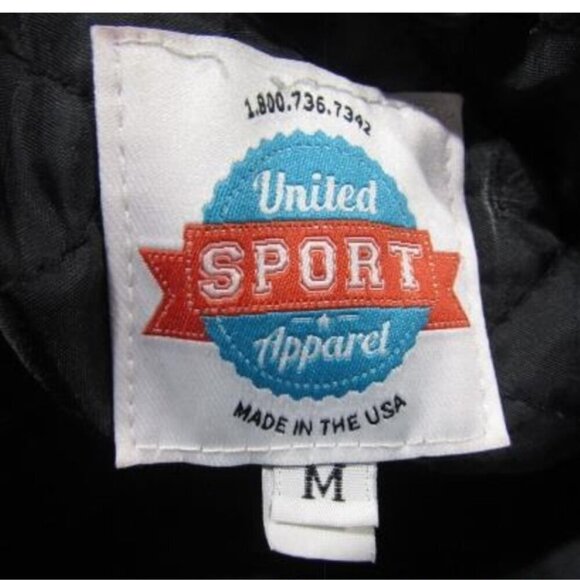 1.800.736.7342
United
SPORT
Apparel
MADE IN THE USA
M